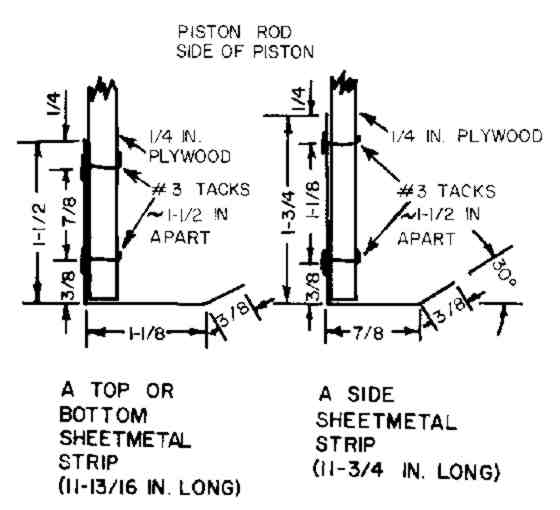 PISTON ROD
SIDE OF PISTON
1/4
1-1/2
7/8
3/8
1/4 IN.
PLYWOOD
#3 TACKS
~1-1/2 IN
APART
1-1/8
3/8
1/4
1-3/4
1-1/8
3/8
1/4 IN. PLYWOOD
#3 TACKS
~1-1/2 IN
APART
30°
7/8
3/8
A TOP OR
BOTTOM
SHEETMETAL
STRIP
(11-13/16 IN. LONG)
A SIDE
SHEETMETAL
STRIP
(11-3/4 IN. LONG)